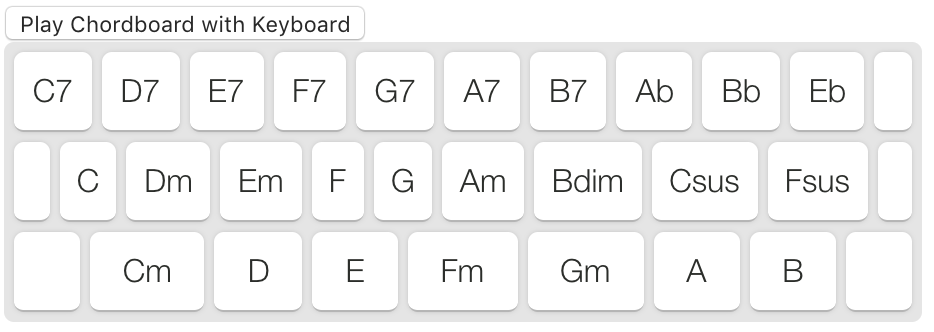 Play Chordboard with Keyboard
C7 D7 E7 F7 G7 A7 B7 Ab Bb Eb
C Dm Em F G Am Bdim Csus Fsus
Cm D E Fm Gm A B